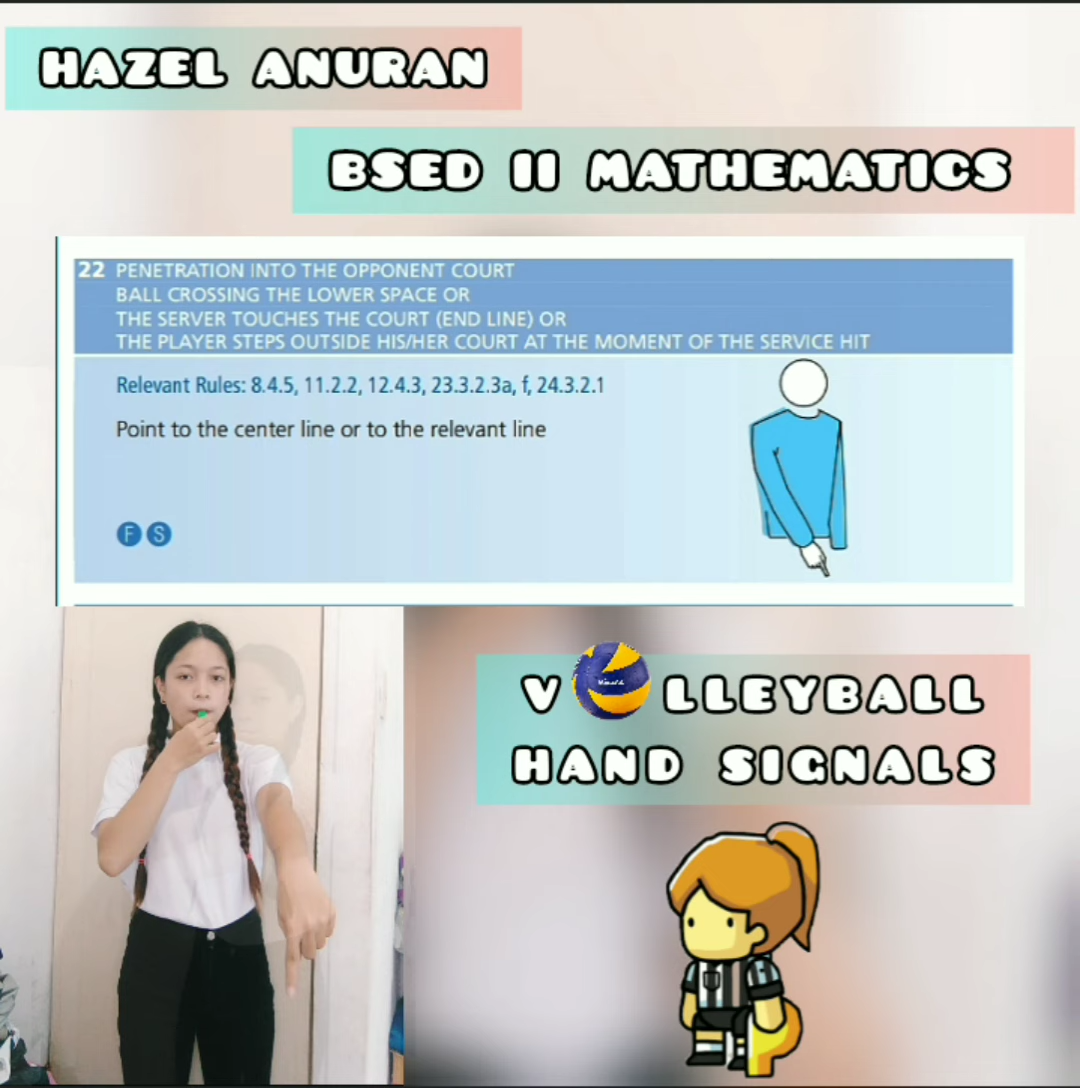 HAZEL ANURAN
BSED II MATHEMATICS
22 PENETRATION INTO THE OPPONENT COURT
BALL CROSSING THE LOWER SPACE OR
THE SERVER TOUCHES THE COURT (END LINE) OR
THE PLAYER STEPS OUTSIDE HIS/HER COURT AT THE MOMENT OF THE SERVICE HIT
Relevant Rules: 8.4.5, 11.2.2, 12.4.3, 23.3.2.3a, f, 24.3.2.1
Point to the center line or to the relevant line
F S
V LLEYBALL
HAND SIGNALS